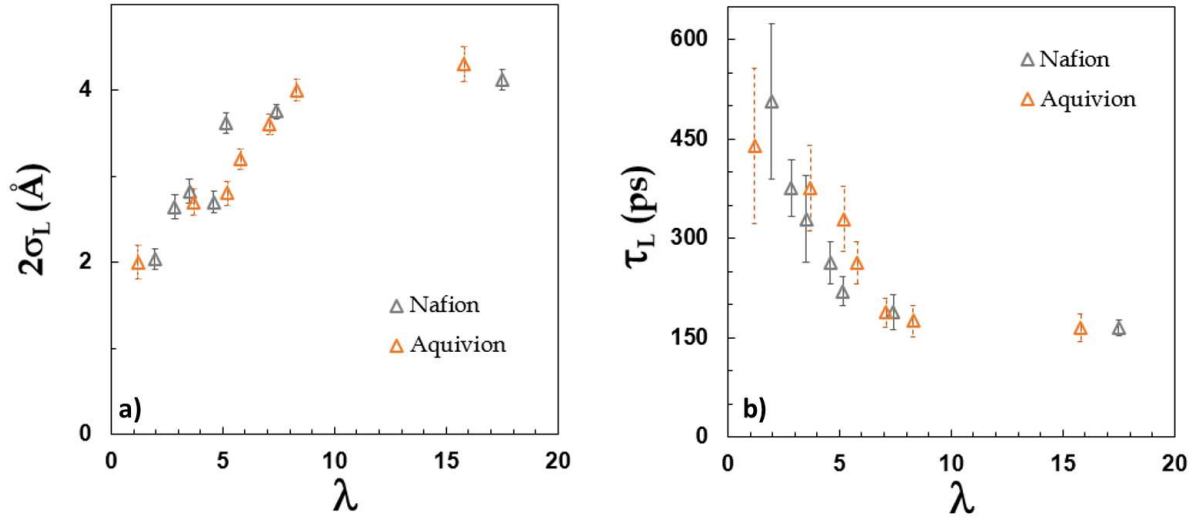 4
2
0
2σL (Å)
Nafion
Aquivion
a)
0 5 10 15 20
λ
600
450
300
150
0
τL (ps)
Nafion
Aquivion
b)
0 5 10 15 20
λ